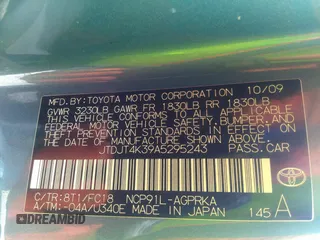 MFD. BY:TOYOTA MOTOR CORPORATION 10/09
GVWR 3230LB GAWR FR 1830LB RR 1830LB
THIS VEHICLE CONFORMS TO ALL APPLICABLE
FEDERAL MOTOR VEHICLE SAFETY, BUMPER, AND
THEFT PREVENTION STANDARDS IN EFFECT ON
THE DATE OF MANUFACTURE SHOWN ABOVE.
JTDJT4K39A5295243 PASS.CAR
C/TR:8T1/FC18 NCP91L-AGPRKA
-04A/U340E MADE IN JAPAN 145 A
TOYOTA
DREAMBID